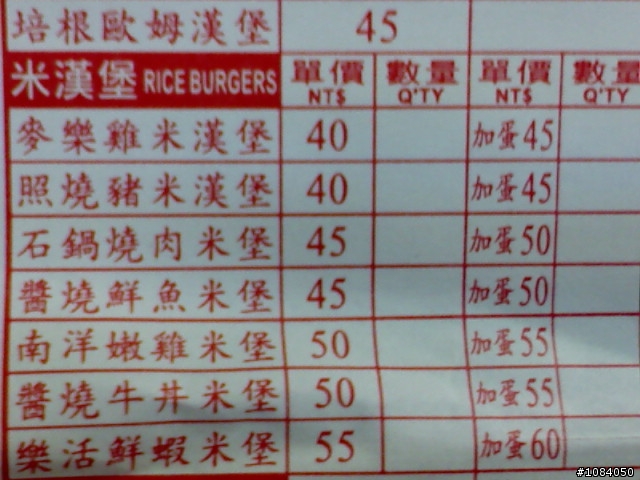 培根歐姆漢堡 45
米漢堡 RICE BURGERS 單價 NT$ 數量 Q'TY 單價 NT$ 數量 Q'TY
麥樂雞米漢堡 40 加蛋45
照燒豬米漢堡 40 加蛋45
石鍋燒肉米堡 45 加蛋50
醬燒鮮魚米堡 45 加蛋50
南洋嫩雞米堡 50 加蛋55
醬燒牛丼米堡 50 加蛋55
樂活鮮蝦米堡 55 加蛋60
#1084050